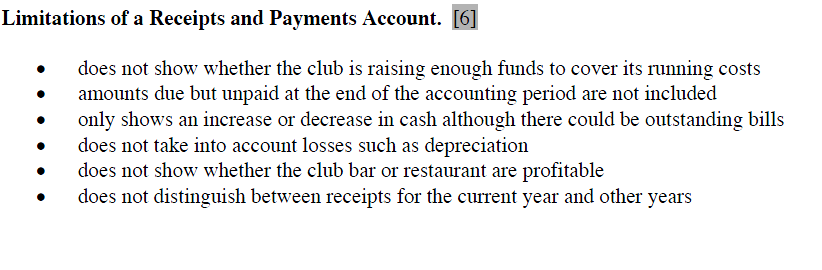 Limitations of a Receipts and Payments Account. [6]
• does not show whether the club is raising enough funds to cover its running costs
• amounts due but unpaid at the end of the accounting period are not included
• only shows an increase or decrease in cash although there could be outstanding bills
• does not take into account losses such as depreciation
• does not show whether the club bar or restaurant are profitable
• does not distinguish between receipts for the current year and other years